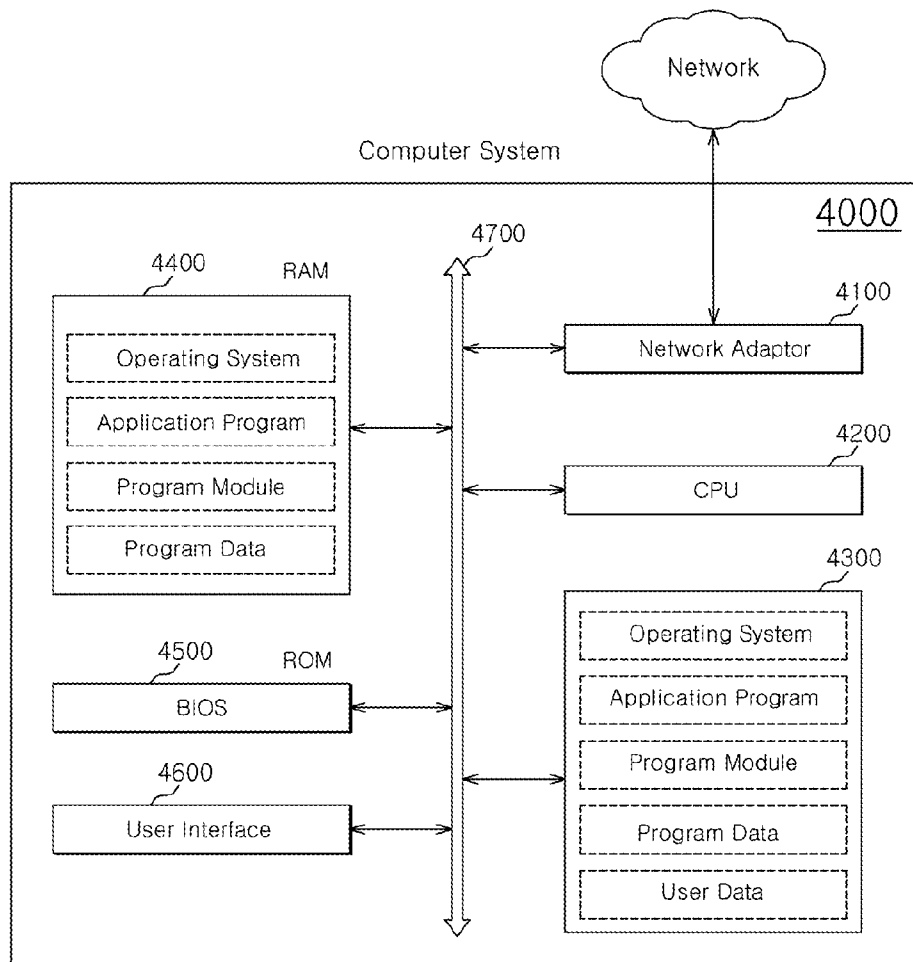 Network
Computer System
4000
4700
4400
RAM
Operating System
Application Program
Program Module
Program Data
4100
Network Adaptor
4200
CPU
4300
Operating System
Application Program
Program Module
Program Data
User Data
4500
ROM
BIOS
4600
User Interface